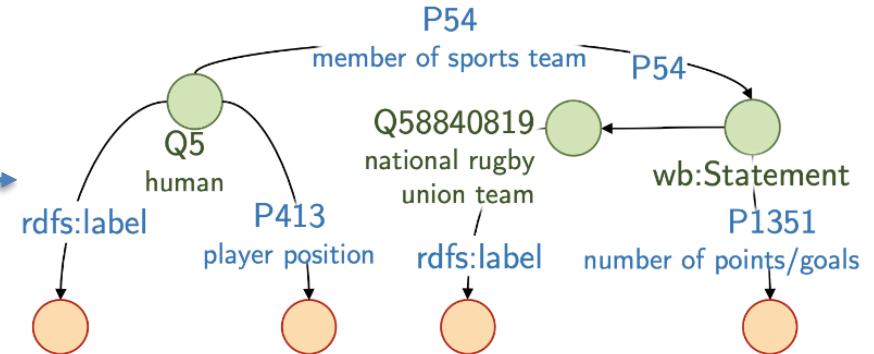 P54
member of sports team
P54
Q5
human
Q58840819
national rugby
union team
wb:Statement
rdfs:label
P413
player position
rdfs:label
P1351
number of points/goals